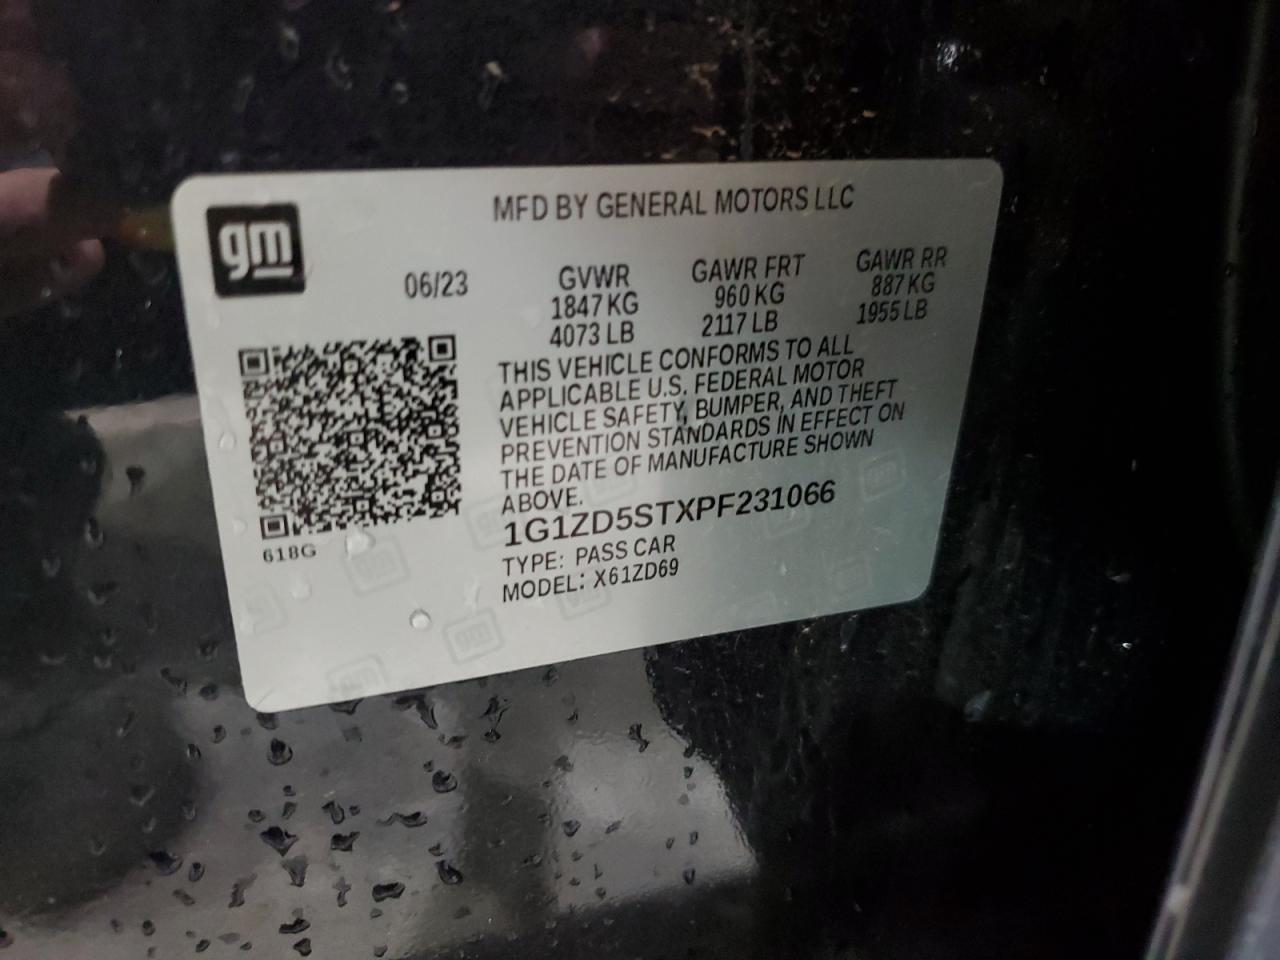 gm
MFD BY GENERAL MOTORS LLC
06/23
GVWR
1847 KG
4073 LB
GAWR FRT
960 KG
2117 LB
GAWR RR
887 KG
1955 LB
THIS VEHICLE CONFORMS TO ALL
APPLICABLE U.S. FEDERAL MOTOR
VEHICLE SAFETY, BUMPER, AND THEFT
PREVENTION STANDARDS IN EFFECT ON
THE DATE OF MANUFACTURE SHOWN
ABOVE.
1G1ZD5STXPF231066
TYPE: PASS CAR
MODEL: X61ZD69
618G